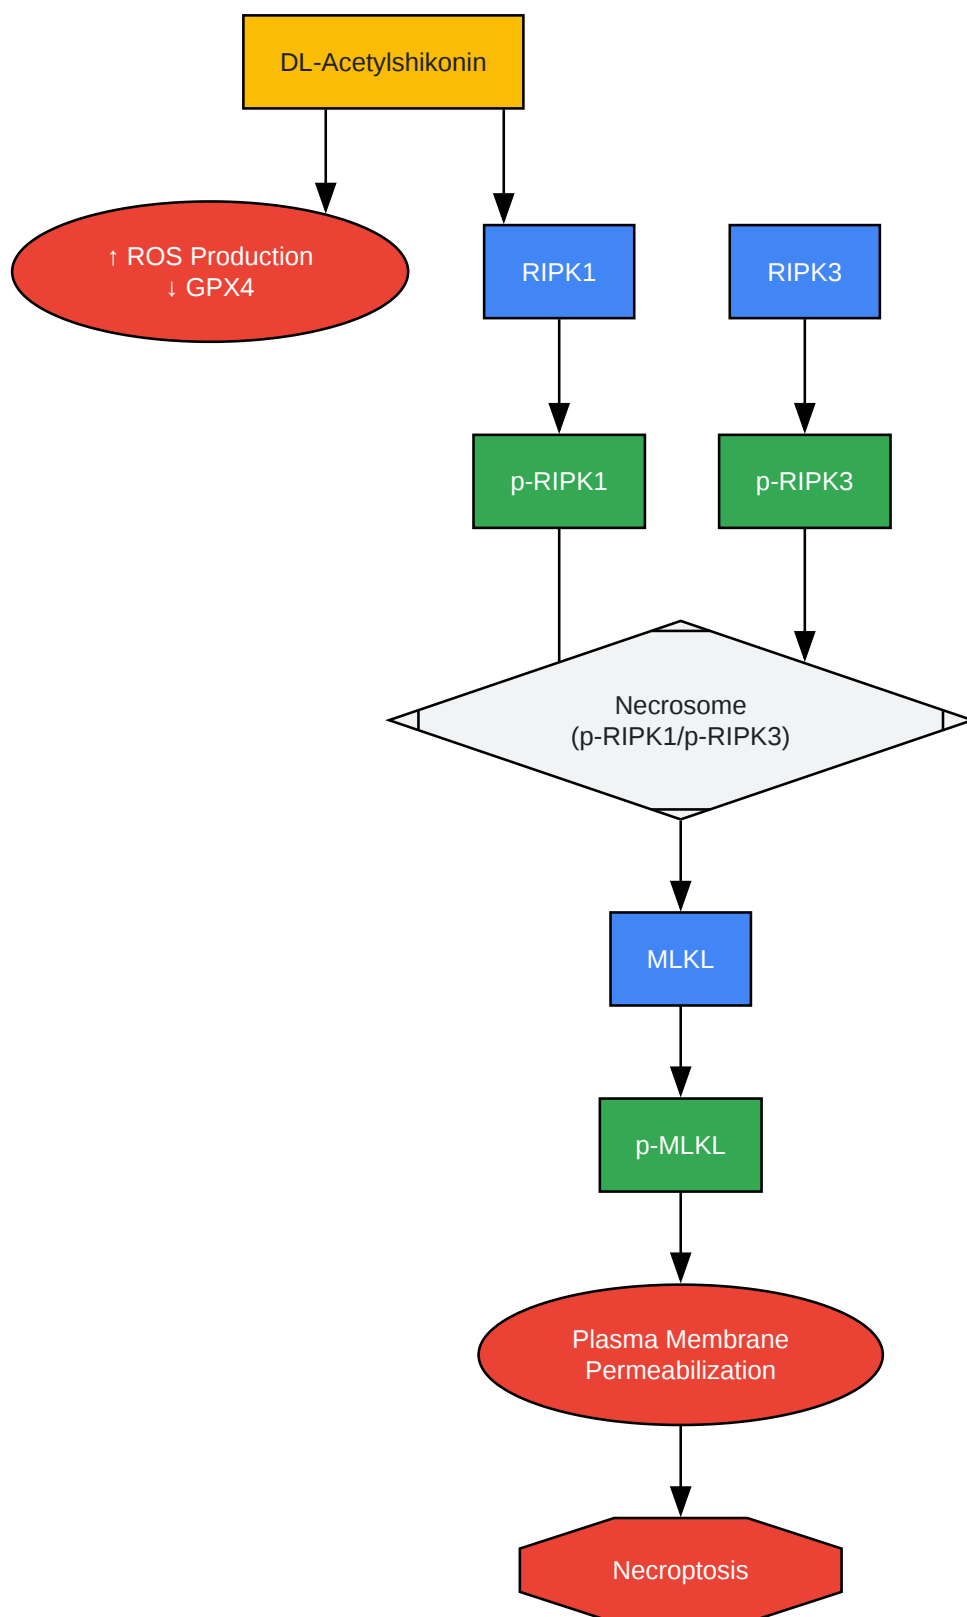 DL-Acetylshikonin
↑ ROS Production
↓ GPX4
RIPK1
RIPK3
p-RIPK1
p-RIPK3
Necrosome
(p-RIPK1/p-RIPK3)
MLKL
p-MLKL
Plasma Membrane
Permeabilization
Necroptosis